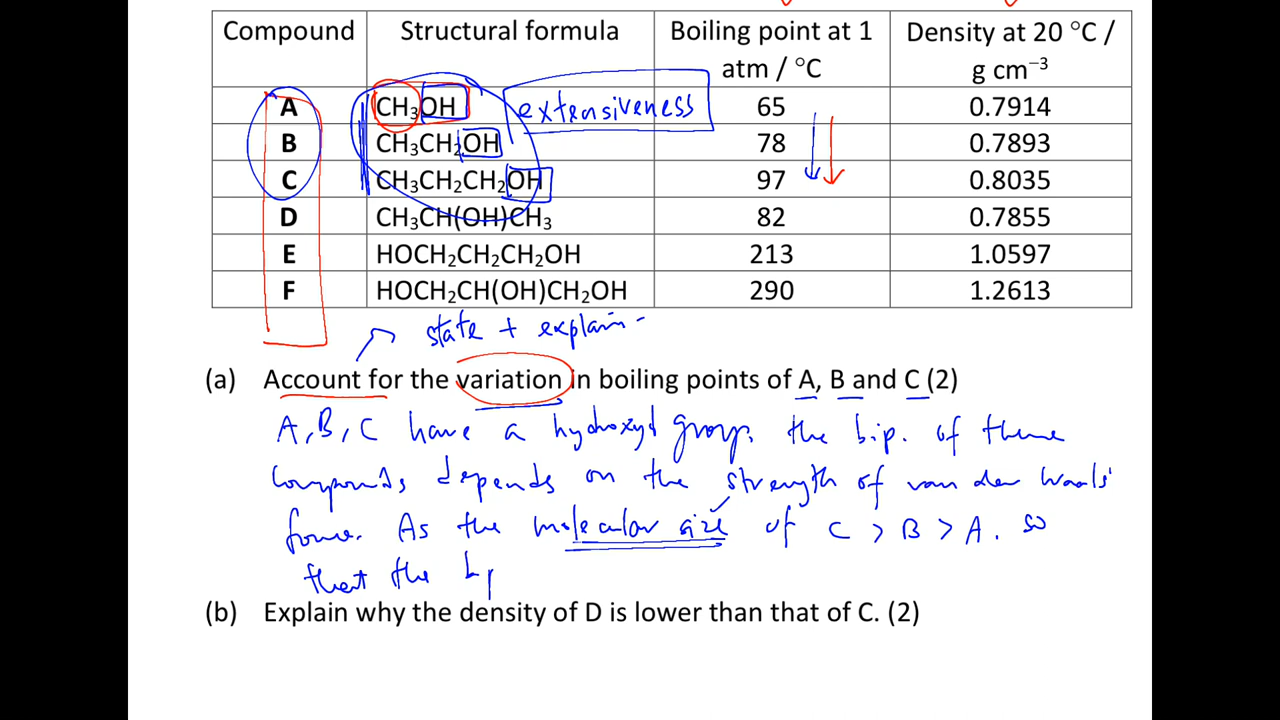 Compound Structural formula Boiling point at 1 atm / °C Density at 20 °C / g cm⁻³
A CH₃OH extensiveness 65 0.7914
B CH₃CH₂OH 78 0.7893
C CH₃CH₂CH₂OH 97 0.8035
D CH₃CH(OH)CH₃ 82 0.7855
E HOCH₂CH₂CH₂OH 213 1.0597
F HOCH₂CH(OH)CH₂OH 290 1.2613
state + explain
(a) Account for the variation in boiling points of A, B and C (2)
A, B, C have a hydroxyl group. the b.p. of these
compounds depends on the strength of van der Waals'
force. As the molecular size of C > B > A. so
that the
(b) Explain why the density of D is lower than that of C. (2)